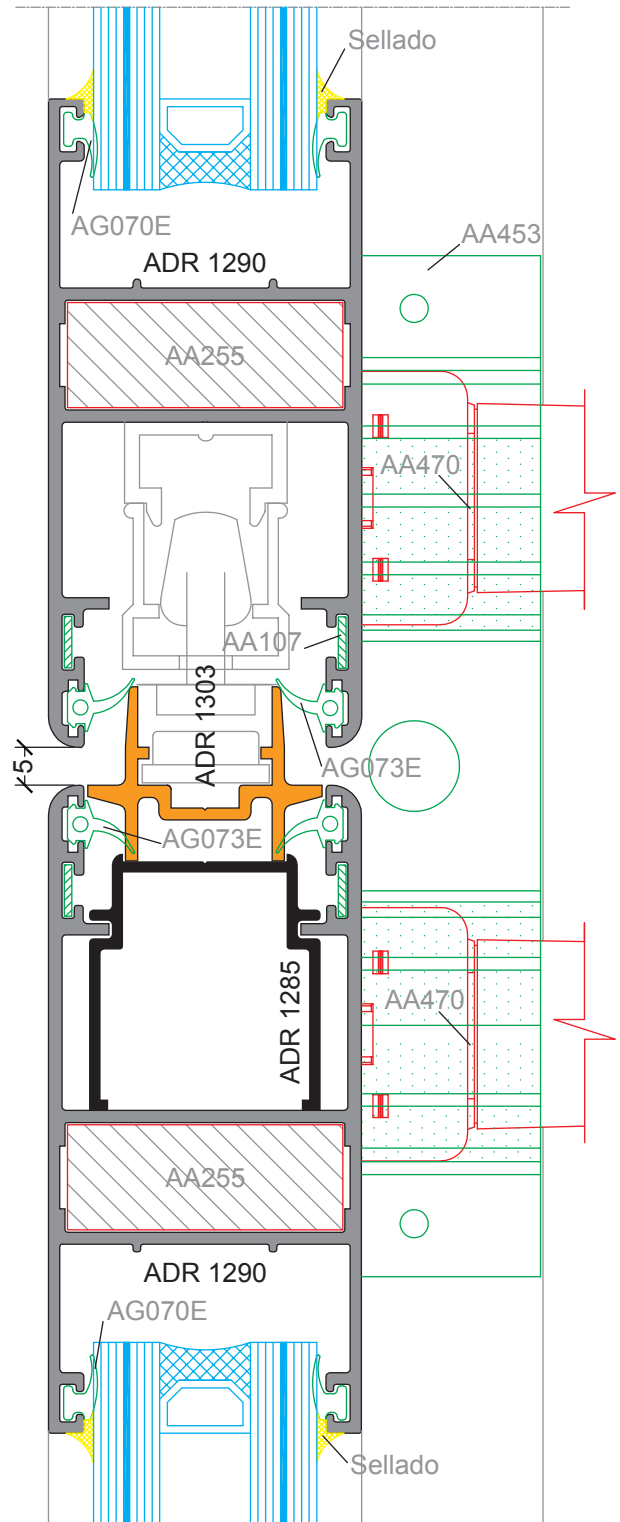 Sellado
AG070E
AA453
ADR 1290
AA255
AA470
AA107
ADR 1303
5
AG073E
AG073E
ADR 1285
AA470
AA255
ADR 1290
AG070E
Sellado